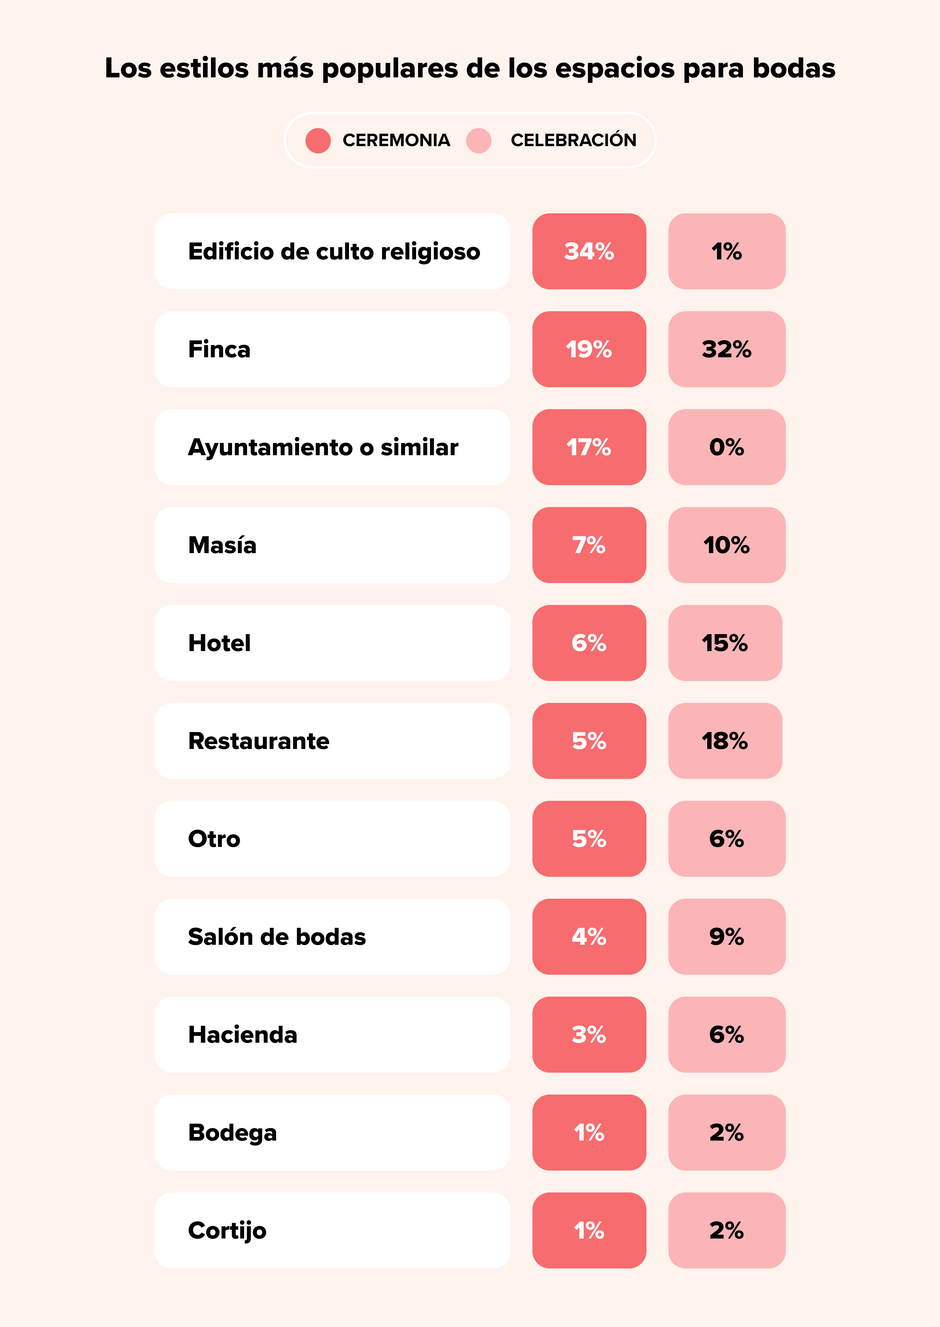 Los estilos más populares de los espacios para bodas
CEREMONIA CELEBRACIÓN
Edificio de culto religioso 34% 1%
Finca 19% 32%
Ayuntamiento o similar 17% 0%
Masía 7% 10%
Hotel 6% 15%
Restaurante 5% 18%
Otro 5% 6%
Salón de bodas 4% 9%
Hacienda 3% 6%
Bodega 1% 2%
Cortijo 1% 2%